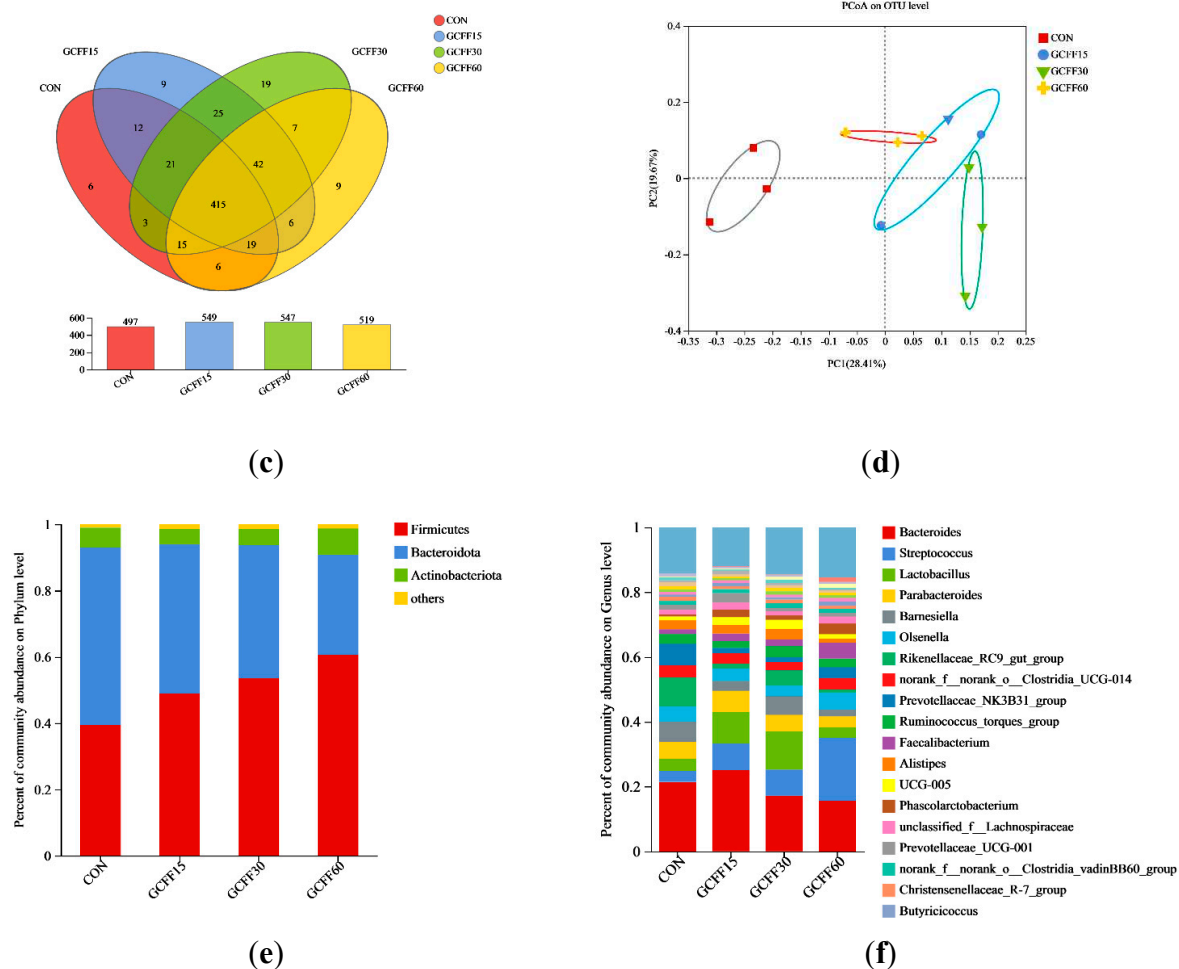 CON
GCFF15
GCFF30
GCFF60
GCFF15
GCFF30
CON
GCFF60
9
19
12
25
7
21
42
6
9
415
3
6
15
19
6
600
400
200
0
497
549
547
519
CON
GCFF15
GCFF30
GCFF60
(c)
PCoA on OTU level
CON
GCFF15
GCFF30
GCFF60
PC2(19.67%)
0.4
0.2
0
-0.2
-0.4
-0.35
-0.3
-0.25
-0.2
-0.15
-0.1
-0.05
0
0.05
0.1
0.15
0.2
0.25
PC1(28.41%)
(d)
Percent of community abundance on Phylum level
1
0.8
0.6
0.4
0.2
0
CON
GCFF15
GCFF30
GCFF60
Firmicutes
Bacteroidota
Actinobacteriota
others
(e)
Percent of community abundance on Genus level
1
0.8
0.6
0.4
0.2
0
CON
GCFF15
GCFF30
GCFF60
Bacteroides
Streptococcus
Lactobacillus
Parabacteroides
Barnesiella
Olsenella
Rikenellaceae_RC9_gut_group
norank_f__norank_o__Clostridia_UCG-014
Prevotellaceae_NK3B31_group
Ruminococcus_torques_group
Faecalibacterium
Alistipes
UCG-005
Phascolarctobacterium
unclassified_f__Lachnospiraceae
Prevotellaceae_UCG-001
norank_f__norank_o__Clostridia_vadinBB60_group
Christensenellaceae_R-7_group
Butyricicoccus
(f)